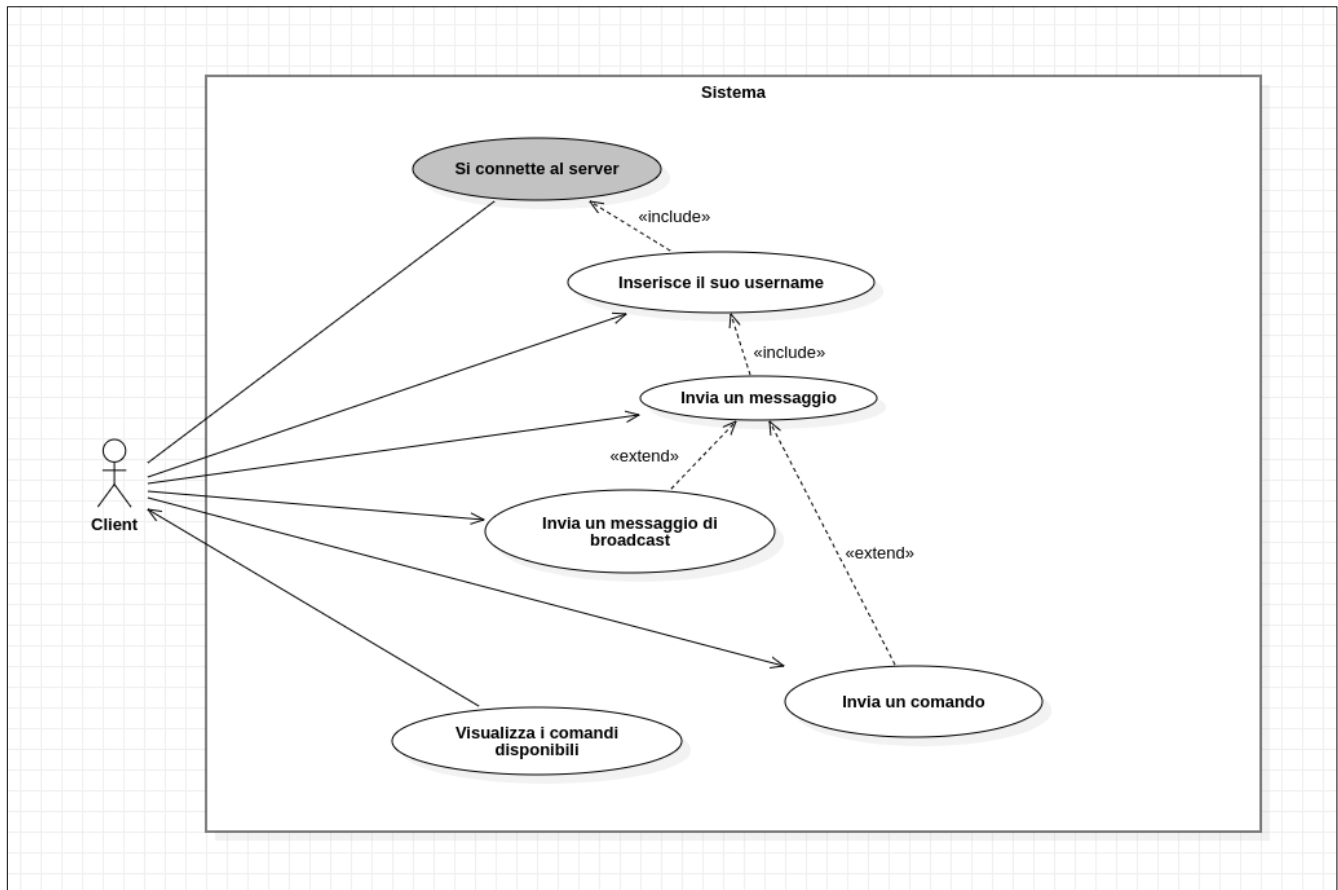 Sistema
Si connette al server
«include»
Inserisce il suo username
«include»
Invia un messaggio
«extend»
Invia un messaggio di
broadcast
Client
«extend»
Invia un comando
Visualizza i comandi
disponibili